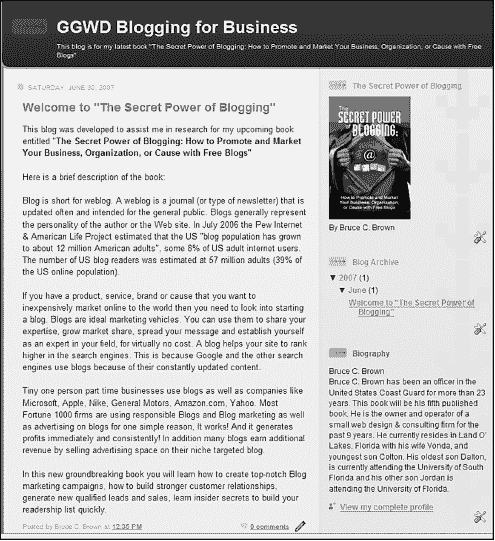 GGWD Blogging for Business
This blog is for my latest book "The Secret Power of Blogging: How to Promote and Market Your Business, Organization, or Cause with Free
Blogs"
SATURDAY, JUNE 30, 2007
Welcome to "The Secret Power of Blogging"
This blog was developed to assist me in research for my upcoming book
entitled "The Secret Power of Blogging: How to Promote and Market
Your Business, Organization, or Cause with Free Blogs"
Here is a brief description of the book:
Blog is short for weblog. A weblog is a journal (or type of newsletter) that is
updated often and intended for the general public. Blogs generally represent
the personality of the author or the Web site. In July 2006 the Pew Internet
& American Life Project estimated that the US "blog population has grown
to about 12 million American adults", some 8% of US adult internet users.
The number of US blog readers was estimated at 57 million adults (39% of
the US online population).
If you have a product, service, brand or cause that you want to
inexpensively market online to the world then you need to look into starting
a blog. Blogs are ideal marketing vehicles. You can use them to share your
expertise, grow market share, spread your message and establish yourself
as an expert in your field, for virtually no cost. A blog helps your site to rank
higher in the search engines. This is because Google and the other search
engines use blogs because of their constantly updated content.
Tiny one person part time businesses use blogs as well as companies like
Microsoft, Apple, Nike, General Motors, Amazon.com, Yahoo. Most
Fortune 1000 firms are using responsible Blogs and Blog marketing as well
as advertising on blogs for one simple reason, It works! And it generates
profits immediately and consistently! In addition many blogs earn additional
revenue by selling advertising space on their niche targeted blog.
In this new groundbreaking book you will learn how to create top-notch Blog
marketing campaigns, how to build stronger customer relationships,
generate new qualified leads and sales, learn insider secrets to build your
readership list quickly.
Posted by Bruce C. Brown at 12:35 PM
0 comments
The Secret Power of Blogging
The
SECRET POWER
BLOGGING:
How to Promote and Market
Your Business, Organization,
or Cause with Free Blogs
By Bruce C. Brown
Blog Archive
▼ 2007 (1)
▼ June (1)
Welcome to "The Secret Power of
Blogging"
Biography
Bruce C. Brown
Bruce C. Brown has been an officer in the
United States Coast Guard for more than 23
years. This book will be his fifth published
book. He is the owner and operator of a
small web design & consulting firm for the
past 9 years. He currently resides in Land O'
Lakes, Florida with his wife Vonda, and
youngest son Colton. His oldest son Dalton,
is currently attending the University of South
Florida and his other son Jordan is
attending the University of Florida.
View my complete profile